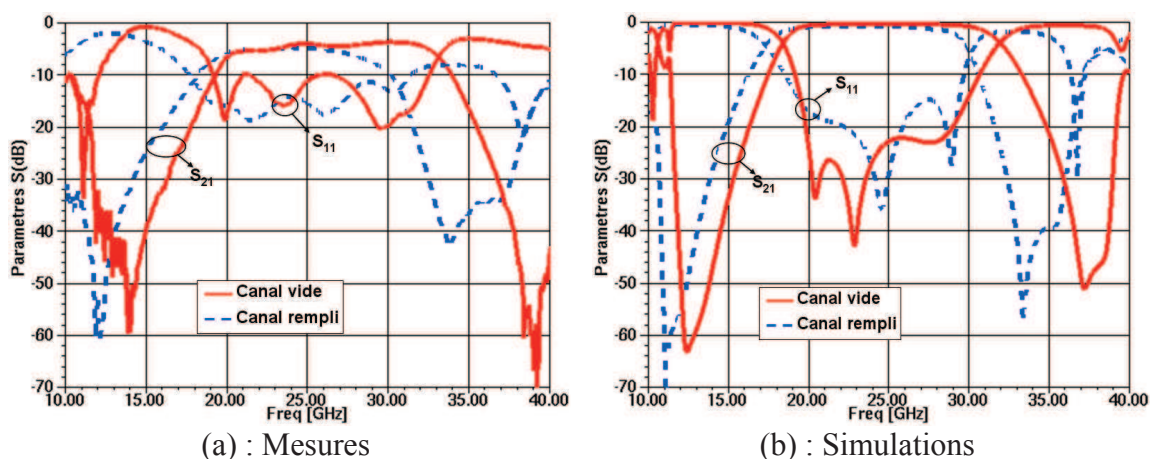 Parametres S(dB)
0
-10
-20
-30
-40
-50
-60
-70
10.00 15.00 20.00 25.00 30.00 35.00 40.00
Freq [GHz]
S11
S21
Canal vide
Canal rempli
(a) : Mesures
Parametres S(dB)
0
-10
-20
-30
-40
-50
-60
-70
10.00 15.00 20.00 25.00 30.00 35.00 40.00
Freq [GHz]
S11
S21
Canal vide
Canal rempli
(b) : Simulations